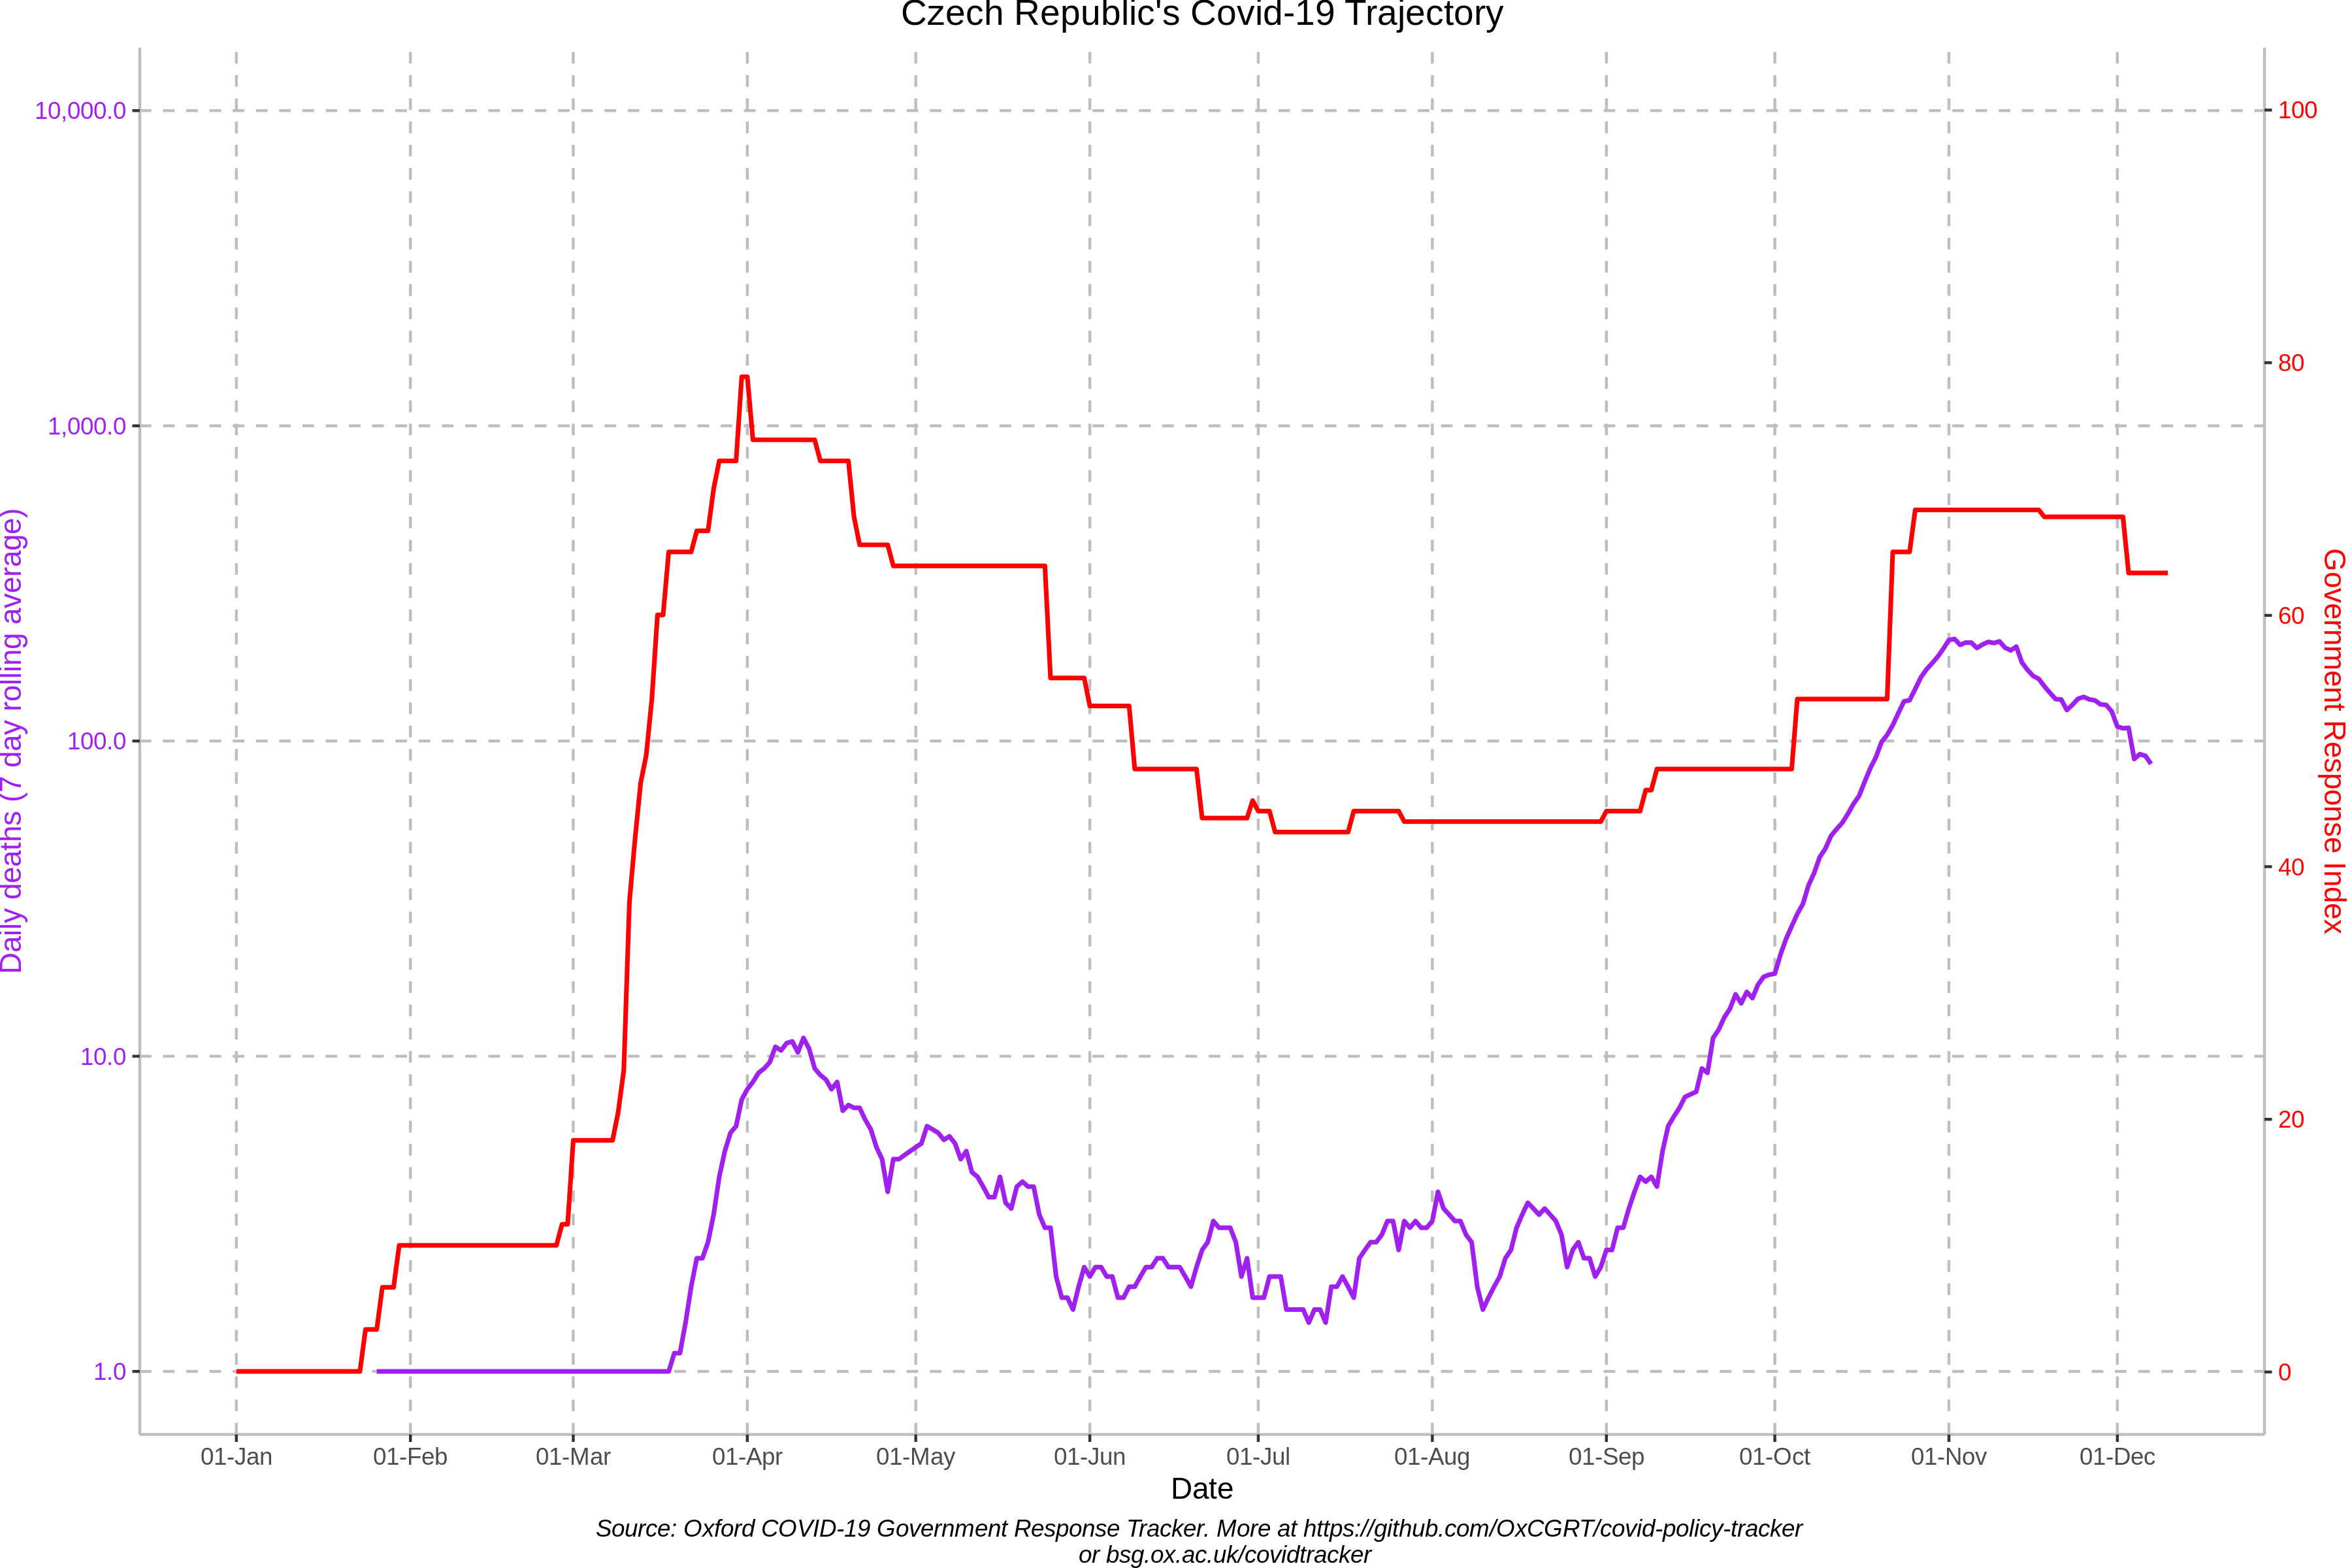 Czech Republic's Covid-19 Trajectory
10,000.0
1,000.0
100.0
10.0
1.0
Daily deaths (7 day rolling average)
100
80
60
40
20
0
Government Response Index
01-Jan
01-Feb
01-Mar
01-Apr
01-May
01-Jun
01-Jul
01-Aug
01-Sep
01-Oct
01-Nov
01-Dec
Date
Source: Oxford COVID-19 Government Response Tracker. More at https://github.com/OxCGRT/covid-policy-tracker
or bsg.ox.ac.uk/covidtracker